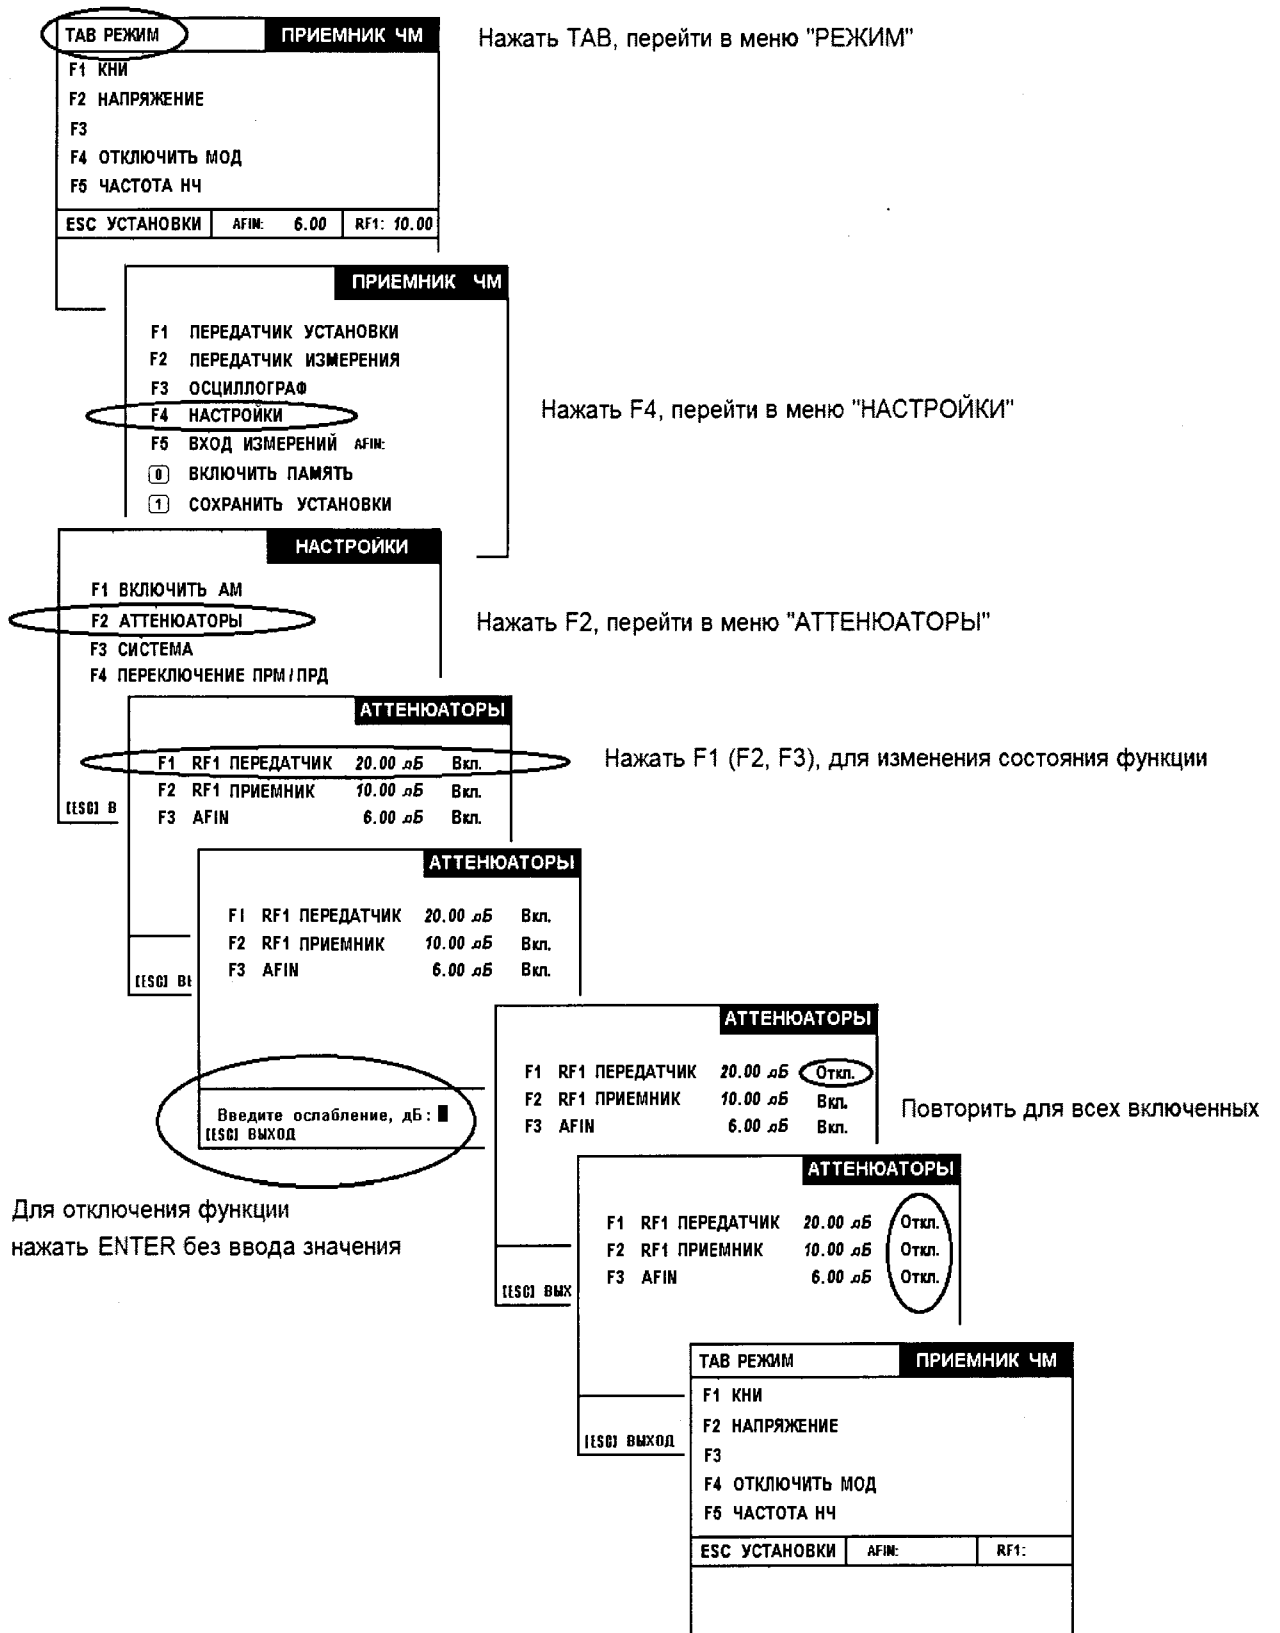 TAB РЕЖИМ ПРИЕМНИК ЧМ
Нажать TAB, перейти в меню "РЕЖИМ"
F1 КНИ
F2 НАПРЯЖЕНИЕ
F3
F4 ОТКЛЮЧИТЬ МОД
F5 ЧАСТОТА НЧ
ESC УСТАНОВКИ AFIN: 6.00 RF1: 10.00
ПРИЕМНИК ЧМ
F1 ПЕРЕДАТЧИК УСТАНОВКИ
F2 ПЕРЕДАТЧИК ИЗМЕРЕНИЯ
F3 ОСЦИЛЛОГРАФ
F4 НАСТРОЙКИ
Нажать F4, перейти в меню "НАСТРОЙКИ"
F5 ВХОД ИЗМЕРЕНИЙ AFIN:
0 ВКЛЮЧИТЬ ПАМЯТЬ
1 СОХРАНИТЬ УСТАНОВКИ
НАСТРОЙКИ
F1 ВКЛЮЧИТЬ АМ
F2 АТТЕНЮАТОРЫ
Нажать F2, перейти в меню "АТТЕНЮАТОРЫ"
F3 СИСТЕМА
F4 ПЕРЕКЛЮЧЕНИЕ ПРМ/ПРД
[ESC] В
АТТЕНЮАТОРЫ
F1 RF1 ПЕРЕДАТЧИК 20.00 дБ Вкл.
Нажать F1 (F2, F3), для изменения состояния функции
F2 RF1 ПРИЕМНИК 10.00 дБ Вкл.
F3 AFIN 6.00 дБ Вкл.
[ESC] ВЫ
АТТЕНЮАТОРЫ
F1 RF1 ПЕРЕДАТЧИК 20.00 дБ Вкл.
F2 RF1 ПРИЕМНИК 10.00 дБ Вкл.
F3 AFIN 6.00 дБ Вкл.
Введите ослабление, дБ:
[ESC] ВЫХОД
Для отключения функции
нажать ENTER без ввода значения
АТТЕНЮАТОРЫ
F1 RF1 ПЕРЕДАТЧИК 20.00 дБ Откл.
F2 RF1 ПРИЕМНИК 10.00 дБ Вкл.
F3 AFIN 6.00 дБ Вкл.
Повторить для всех включенных
[ESC] ВЫХ
АТТЕНЮАТОРЫ
F1 RF1 ПЕРЕДАТЧИК 20.00 дБ Откл.
F2 RF1 ПРИЕМНИК 10.00 дБ Откл.
F3 AFIN 6.00 дБ Откл.
[ESC] ВЫХОД
TAB РЕЖИМ ПРИЕМНИК ЧМ
F1 КНИ
F2 НАПРЯЖЕНИЕ
F3
F4 ОТКЛЮЧИТЬ МОД
F5 ЧАСТОТА НЧ
ESC УСТАНОВКИ AFIN: RF1: